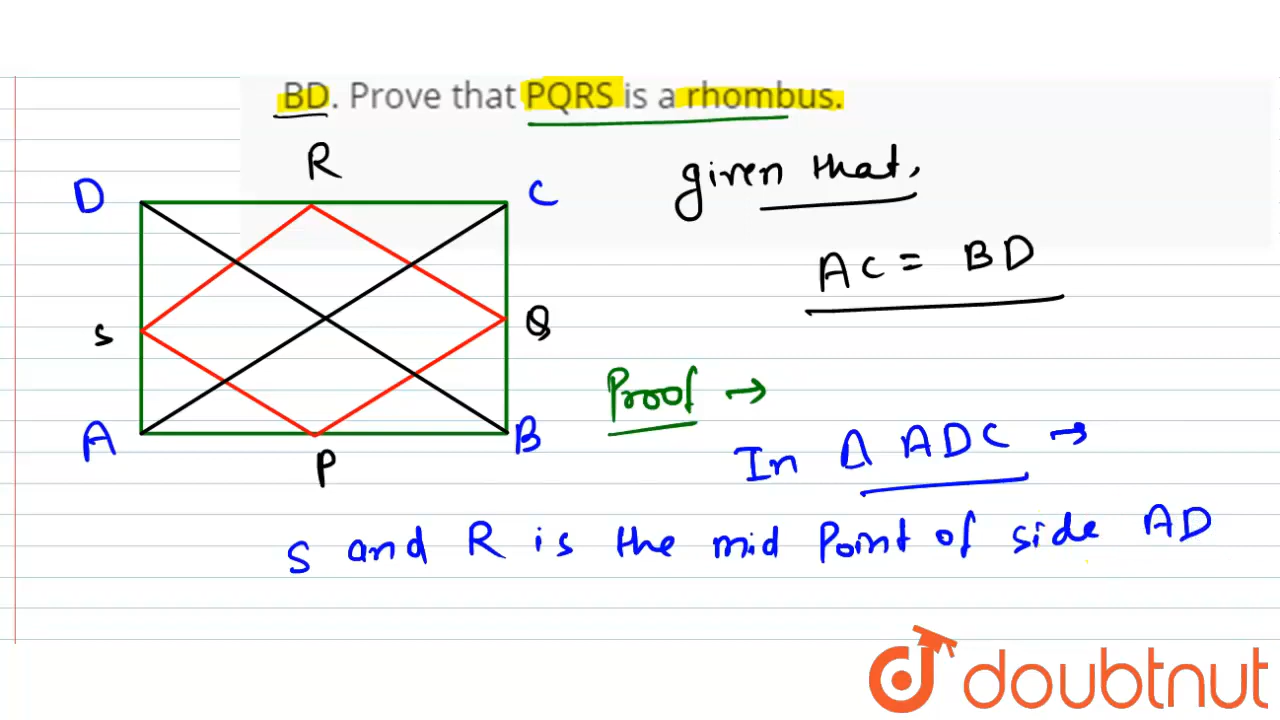 BD. Prove that PQRS is a rhombus.
R
D
C
given that,
AC = BD
S
Q
Proof →
A
B
In Δ ADC →
P
S and R is the mid Point of side AD
doubtnut